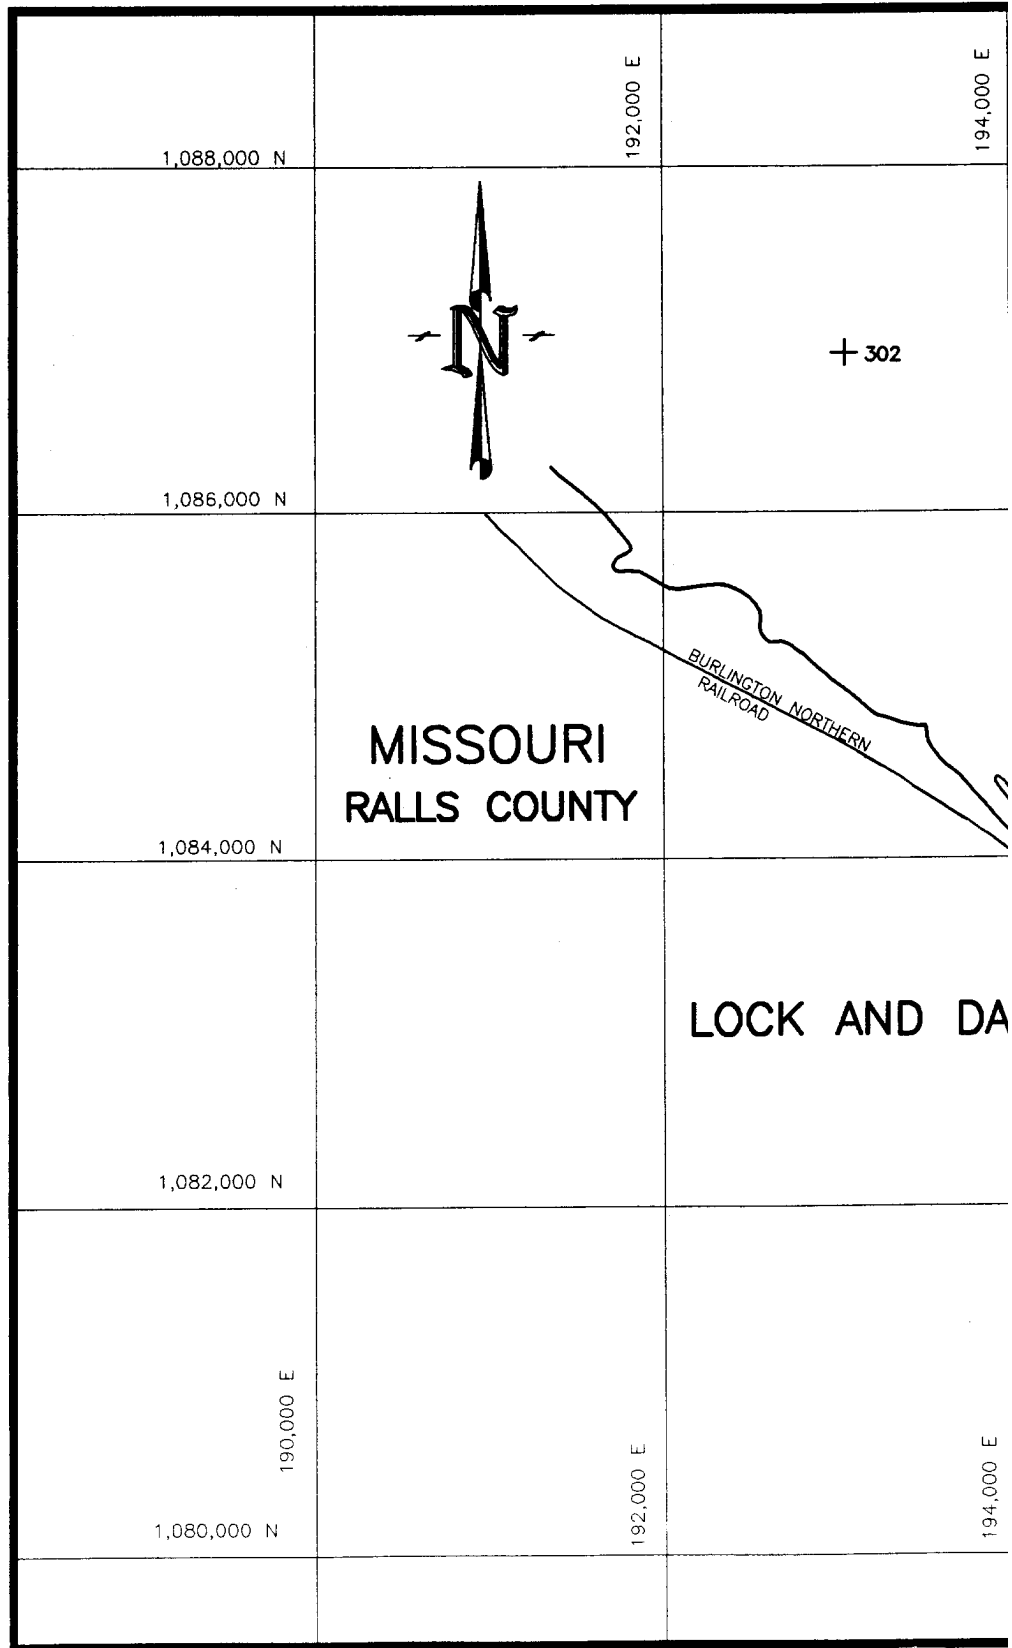 192,000 E
194,000 E
1,088,000 N
N
302
1,086,000 N
BURLINGTON NORTHERN
RAILROAD
MISSOURI
RALLS COUNTY
1,084,000 N
LOCK AND DA
1,082,000 N
190,000 E
192,000 E
194,000 E
1,080,000 N